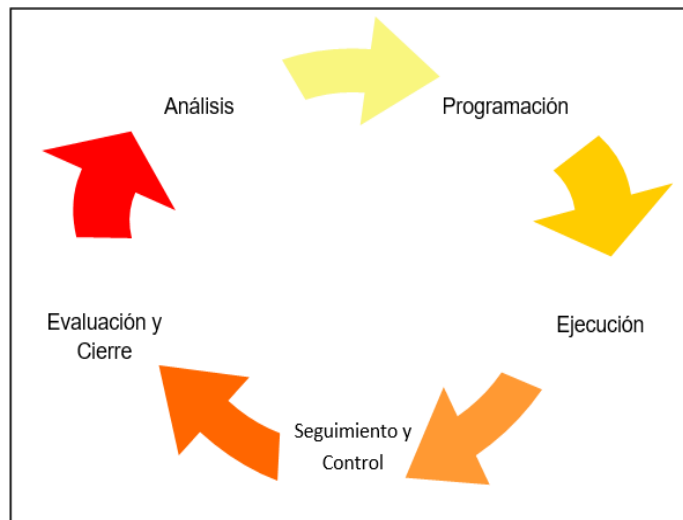 Análisis
Programación
Ejecución
Seguimiento y
Control
Evaluación y
Cierre